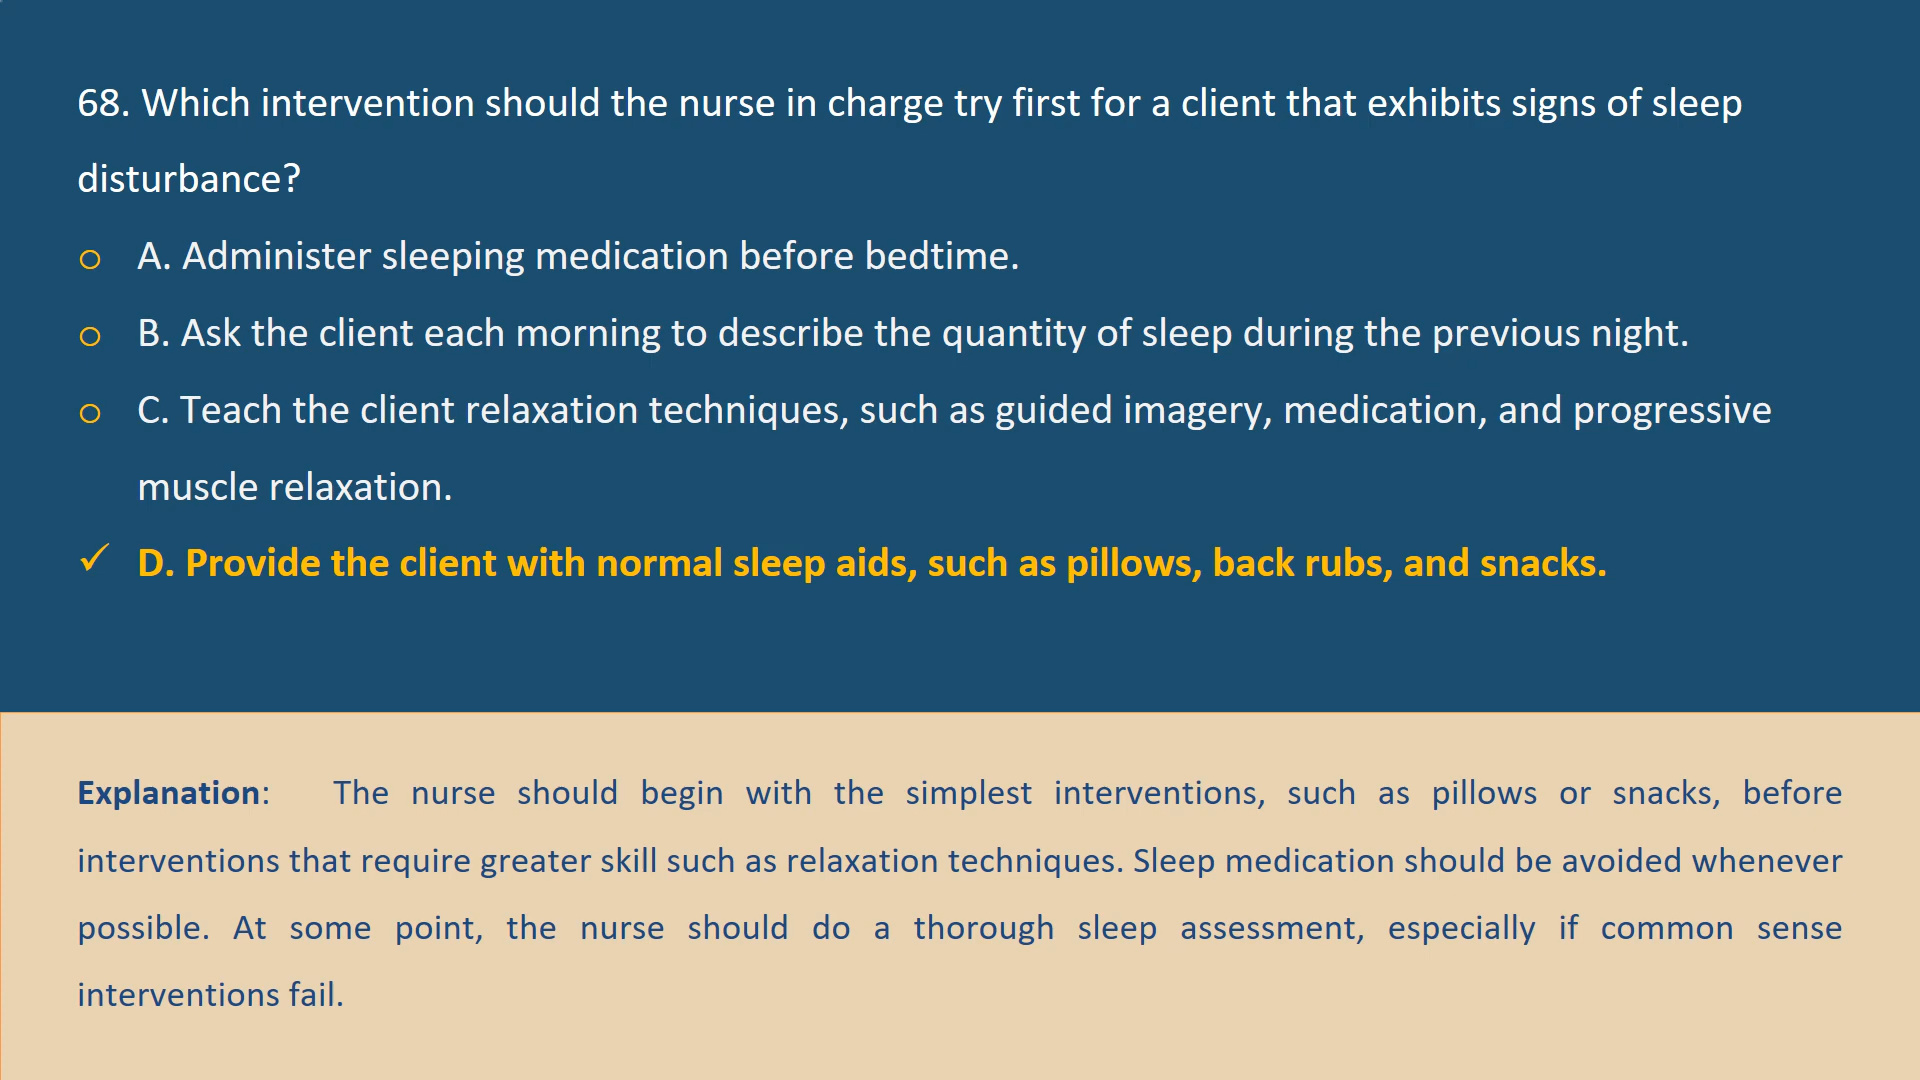 68. Which intervention should the nurse in charge try first for a client that exhibits signs of sleep
disturbance?
o A. Administer sleeping medication before bedtime.
o B. Ask the client each morning to describe the quantity of sleep during the previous night.
o C. Teach the client relaxation techniques, such as guided imagery, medication, and progressive
muscle relaxation.
✓ D. Provide the client with normal sleep aids, such as pillows, back rubs, and snacks.
Explanation: The nurse should begin with the simplest interventions, such as pillows or snacks, before
interventions that require greater skill such as relaxation techniques. Sleep medication should be avoided whenever
possible. At some point, the nurse should do a thorough sleep assessment, especially if common sense
interventions fail.